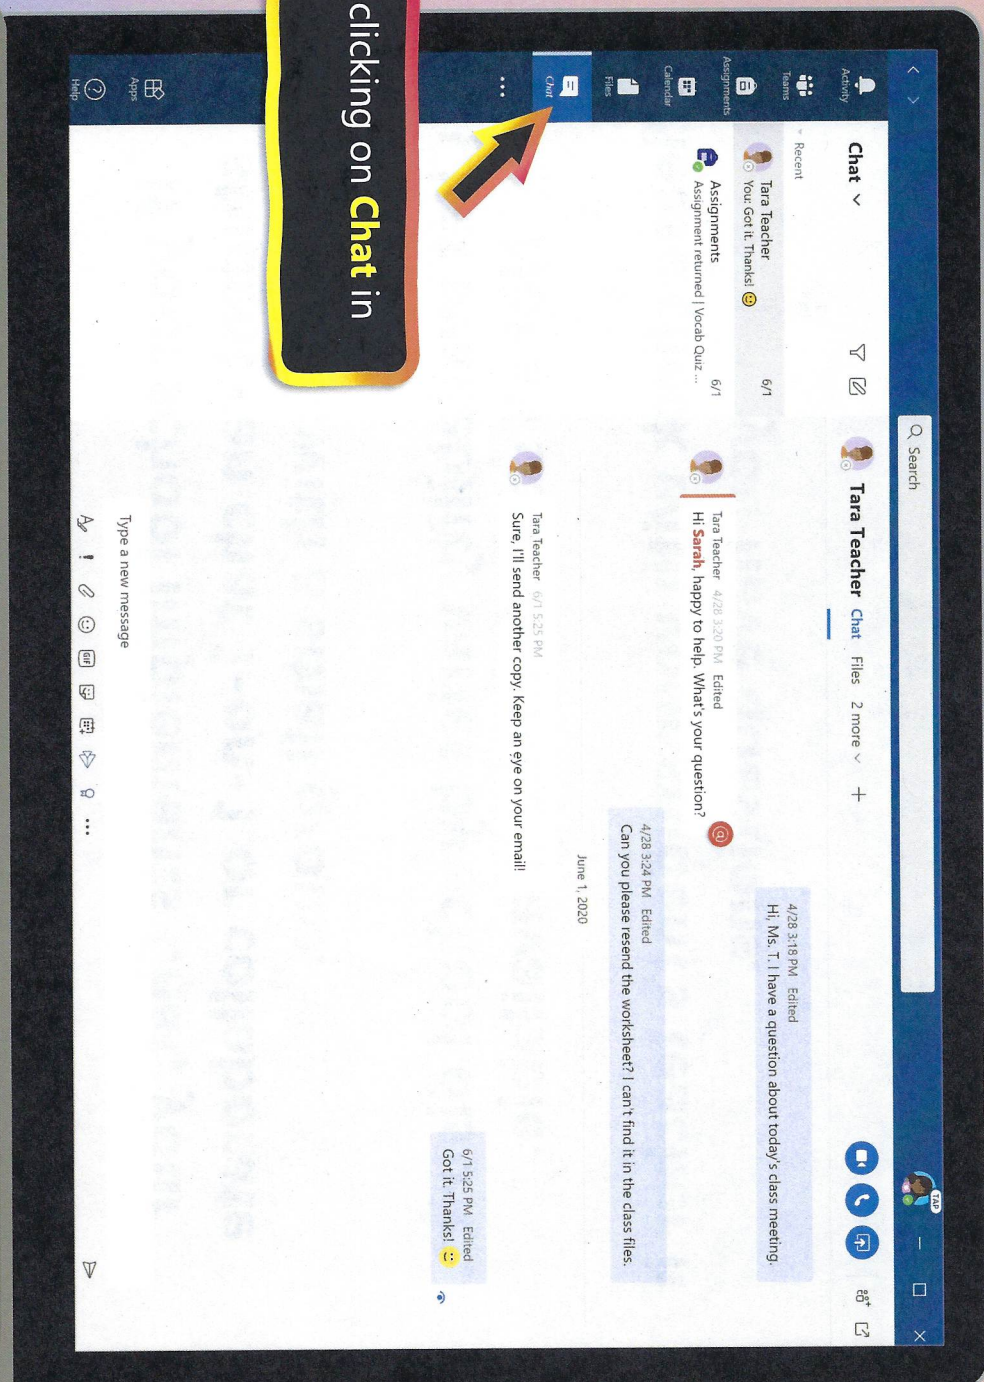 Search
TAP
Activity
Teams
Assignments
Calendar
Files
Chat
Apps
Help
Chat
Recent
Tara Teacher 6/1
You: Got it. Thanks!
Assignments 6/1
Assignment returned | Vocab Quiz ...
Tara Teacher Chat Files 2 more +
4/28 3:18 PM Edited
Hi, Ms. T. I have a question about today's class meeting.
Tara Teacher 4/28 3:20 PM Edited
Hi Sarah, happy to help. What's your question?
@
4/28 3:24 PM Edited
Can you please resend the worksheet? I can't find it in the class files.
June 1, 2020
Tara Teacher 6/1 5:25 PM
Sure, I'll send another copy. Keep an eye on your email!
6/1 5:25 PM Edited
Got it. Thanks!
Type a new message
GIF
clicking on Chat in